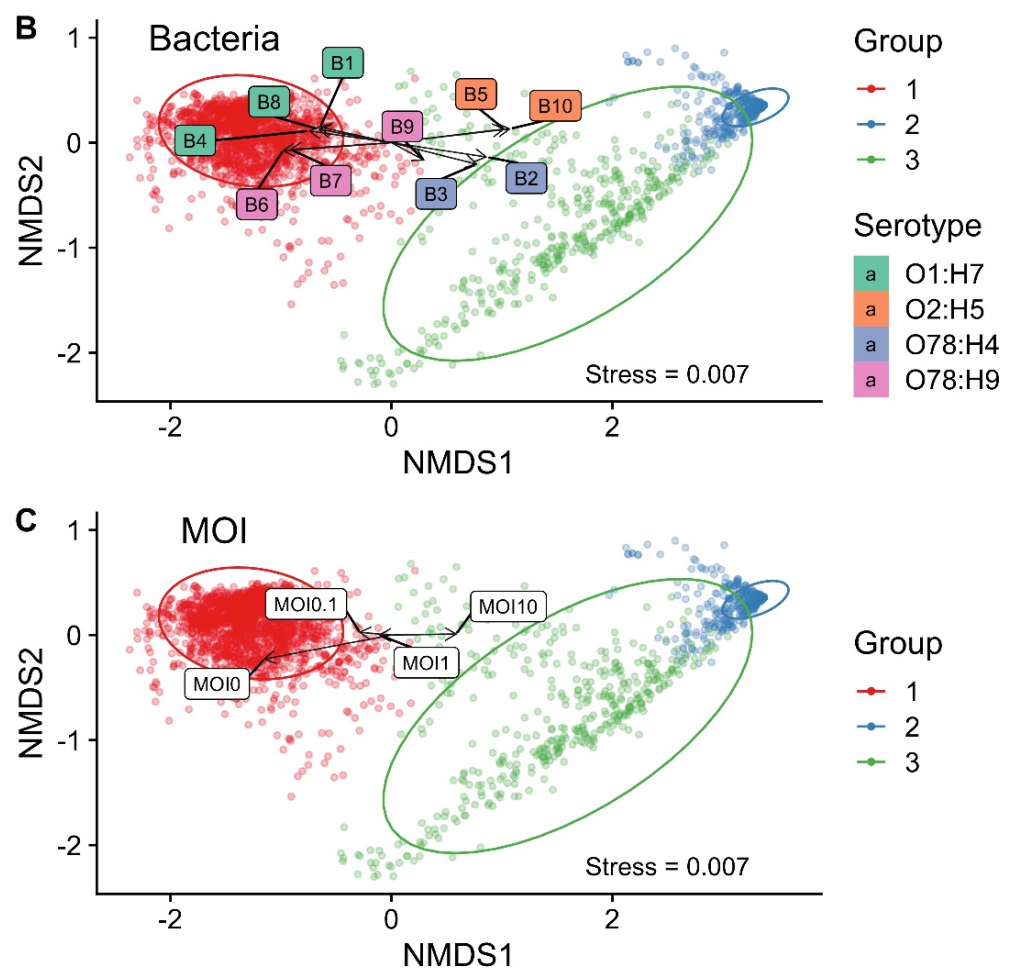 B
Bacteria
1
0
-1
-2
NMDS2
B1
B8
B4
B9
B5
B10
B7
B6
B3
B2
Stress = 0.007
-2 0 2
NMDS1
Group
1
2
3
Serotype
a O1:H7
a O2:H5
a O78:H4
a O78:H9
C
MOI
1
0
-1
-2
NMDS2
MOI0.1
MOI10
MOI1
MOI0
Stress = 0.007
-2 0 2
NMDS1
Group
1
2
3